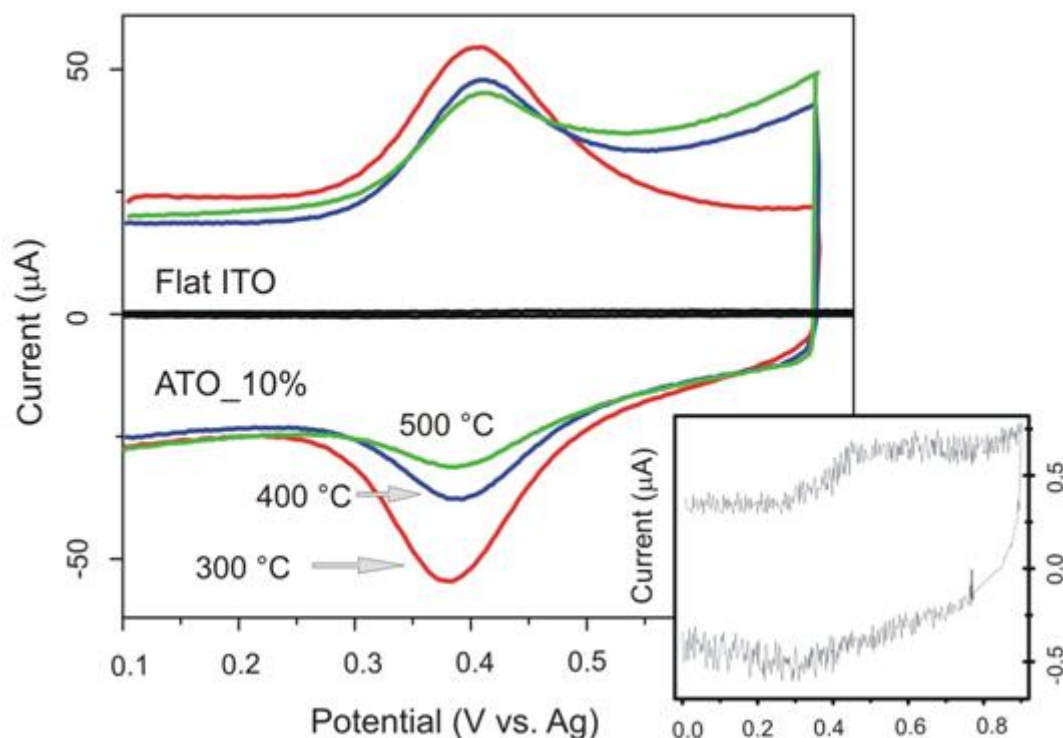 50
0
-50
Current (μA)
Flat ITO
ATO_10%
500 °C
400 °C
300 °C
0.1
0.2
0.3
0.4
0.5
Potential (V vs. Ag)
Current (μA)
0.5
0.0
-0.5
0.0
0.2
0.4
0.6
0.8